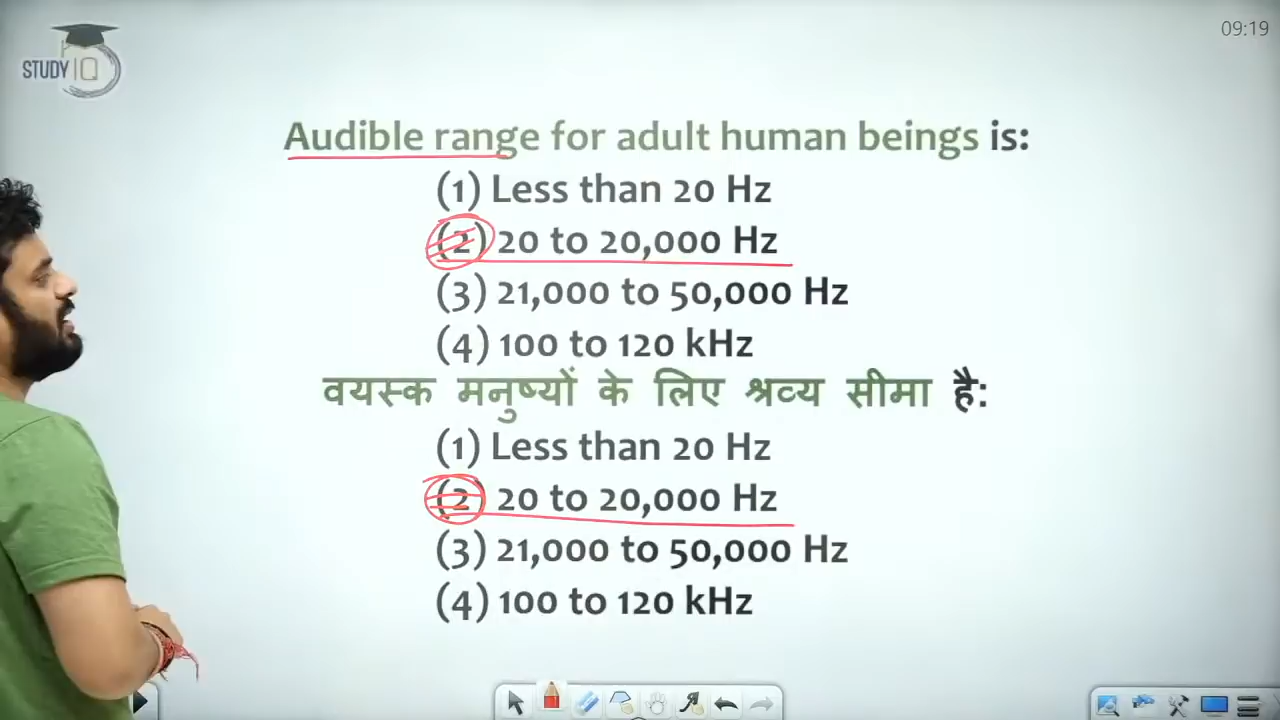 STUDY IQ
09:19
Audible range for adult human beings is:
(1) Less than 20 Hz
(2) 20 to 20,000 Hz
(3) 21,000 to 50,000 Hz
(4) 100 to 120 kHz
वयस्क मनुष्यों के लिए श्रव्य सीमा है:
(1) Less than 20 Hz
(2) 20 to 20,000 Hz
(3) 21,000 to 50,000 Hz
(4) 100 to 120 kHz